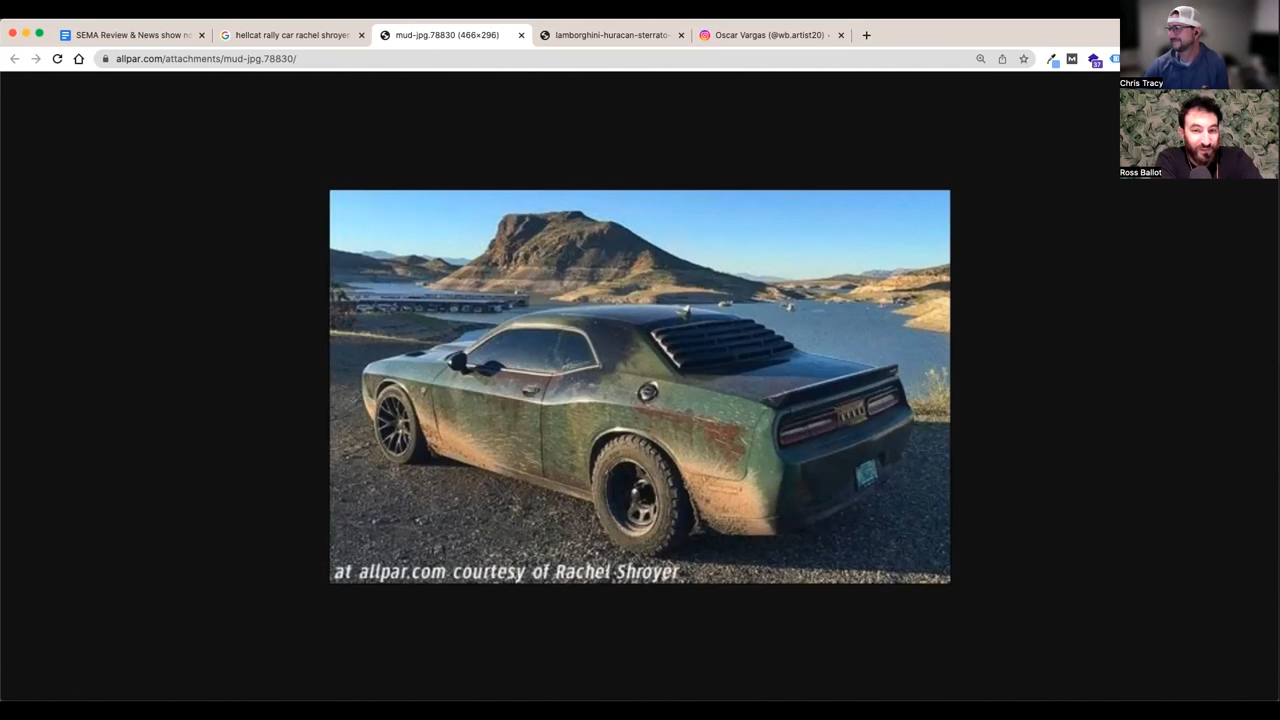 SEMA Review & News show no
hellcat rally car rachel shroyer
mud-jpg.78830 (466×296)
lamborghini-huracan-sterrato-
Oscar Vargas (@wb.artist20) •
allpar.com/attachments/mud-jpg.78830/
37
Chris Tracy
Ross Ballot
at allpar.com courtesy of Rachel Shroyer